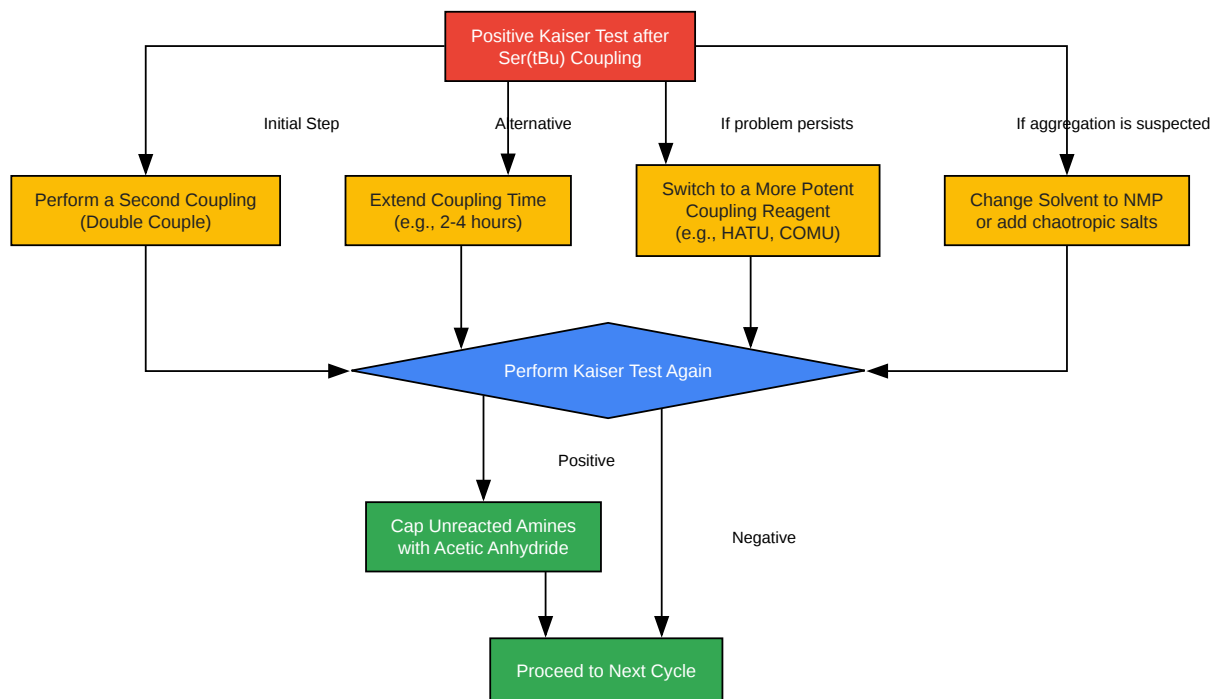 Positive Kaiser Test after
Ser(tBu) Coupling
Initial Step
Alternative
If problem persists
If aggregation is suspected
Perform a Second Coupling
(Double Couple)
Extend Coupling Time
(e.g., 2-4 hours)
Switch to a More Potent
Coupling Reagent
(e.g., HATU, COMU)
Change Solvent to NMP
or add chaotropic salts
Perform Kaiser Test Again
Positive
Cap Unreacted Amines
with Acetic Anhydride
Negative
Proceed to Next Cycle